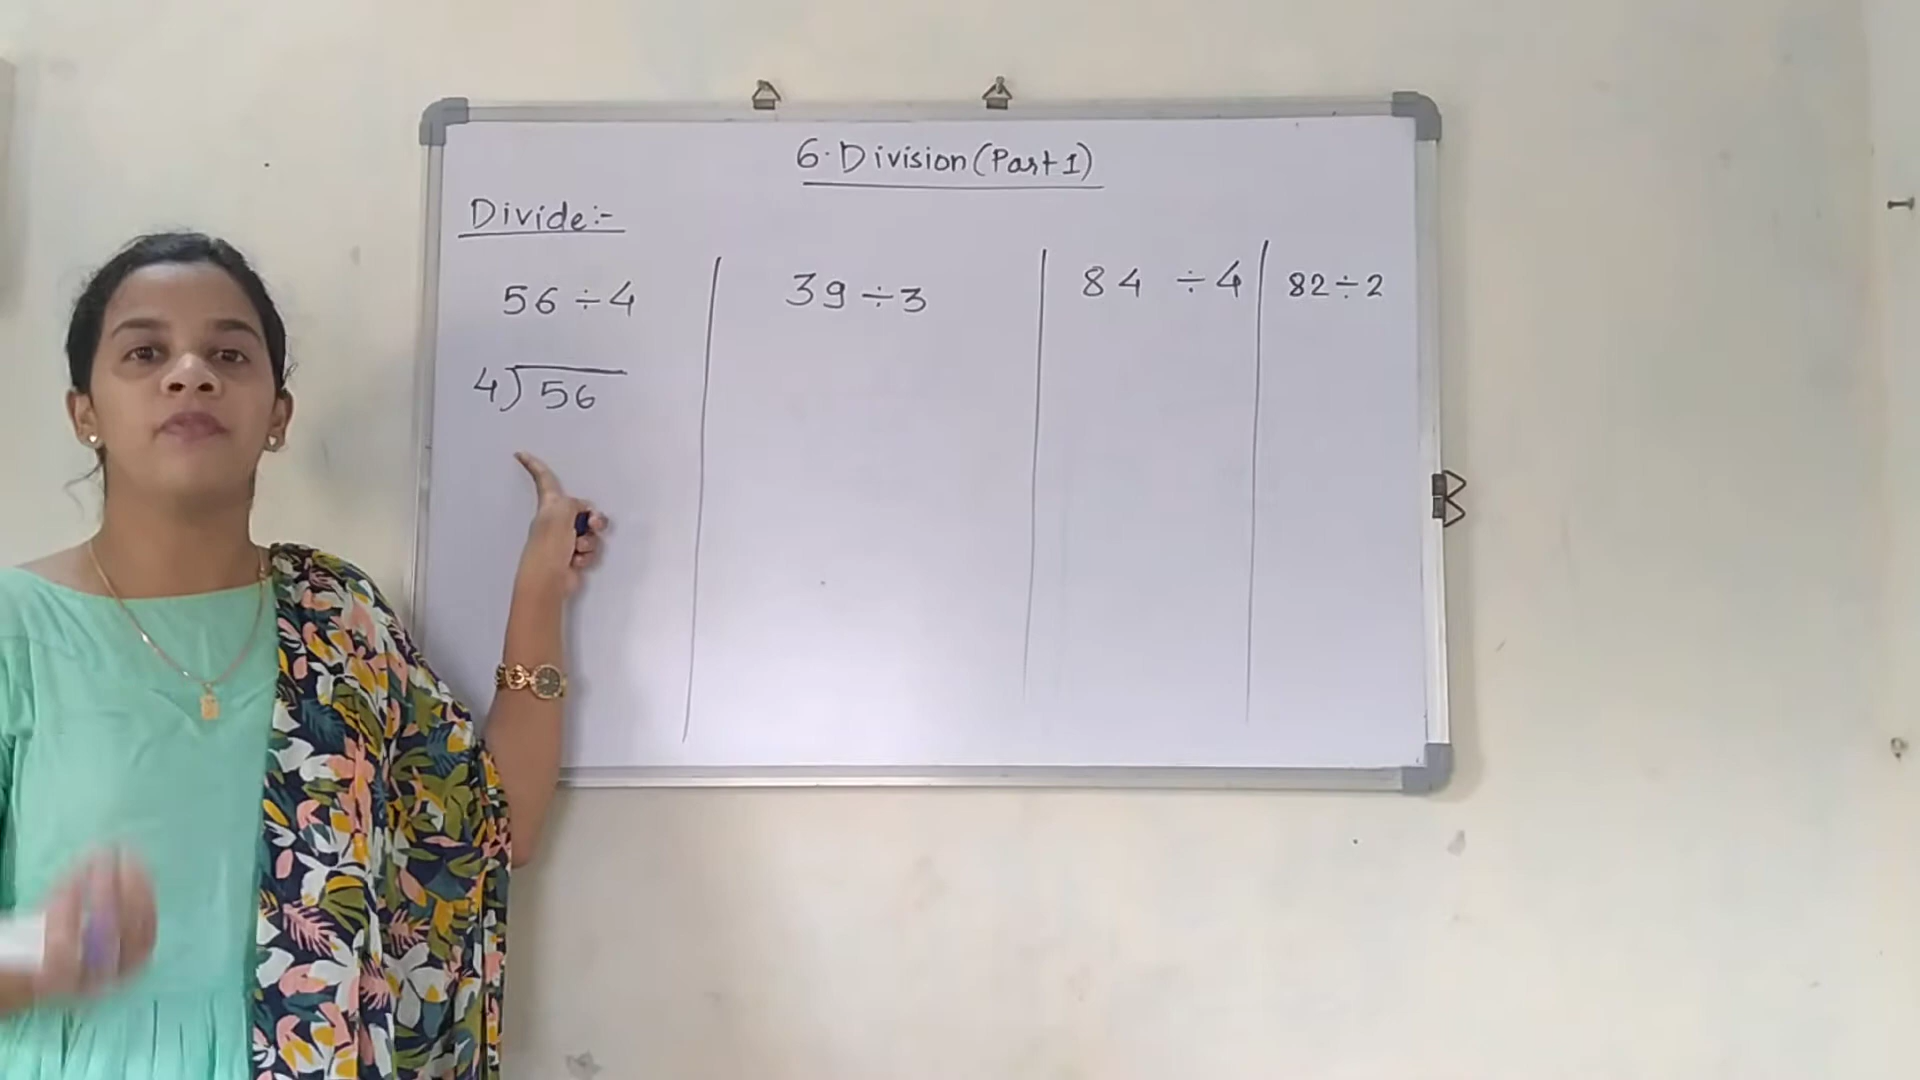 6. Division (Part 1)
Divide:-
56 ÷ 4
39 ÷ 3
84 ÷ 4
82 ÷ 2
4) 56